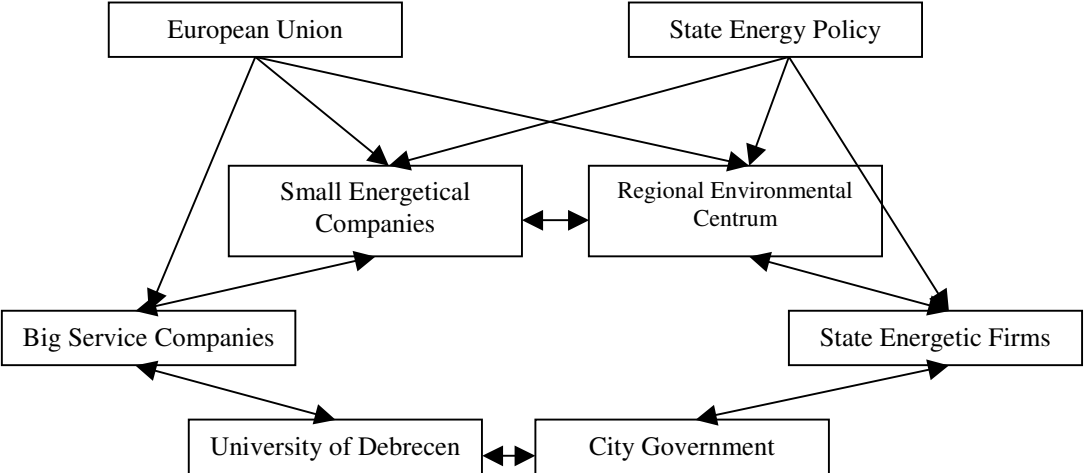 European Union
State Energy Policy
Small Energetical
Companies
Regional Environmental
Centrum
Big Service Companies
State Energetic Firms
University of Debrecen
City Government